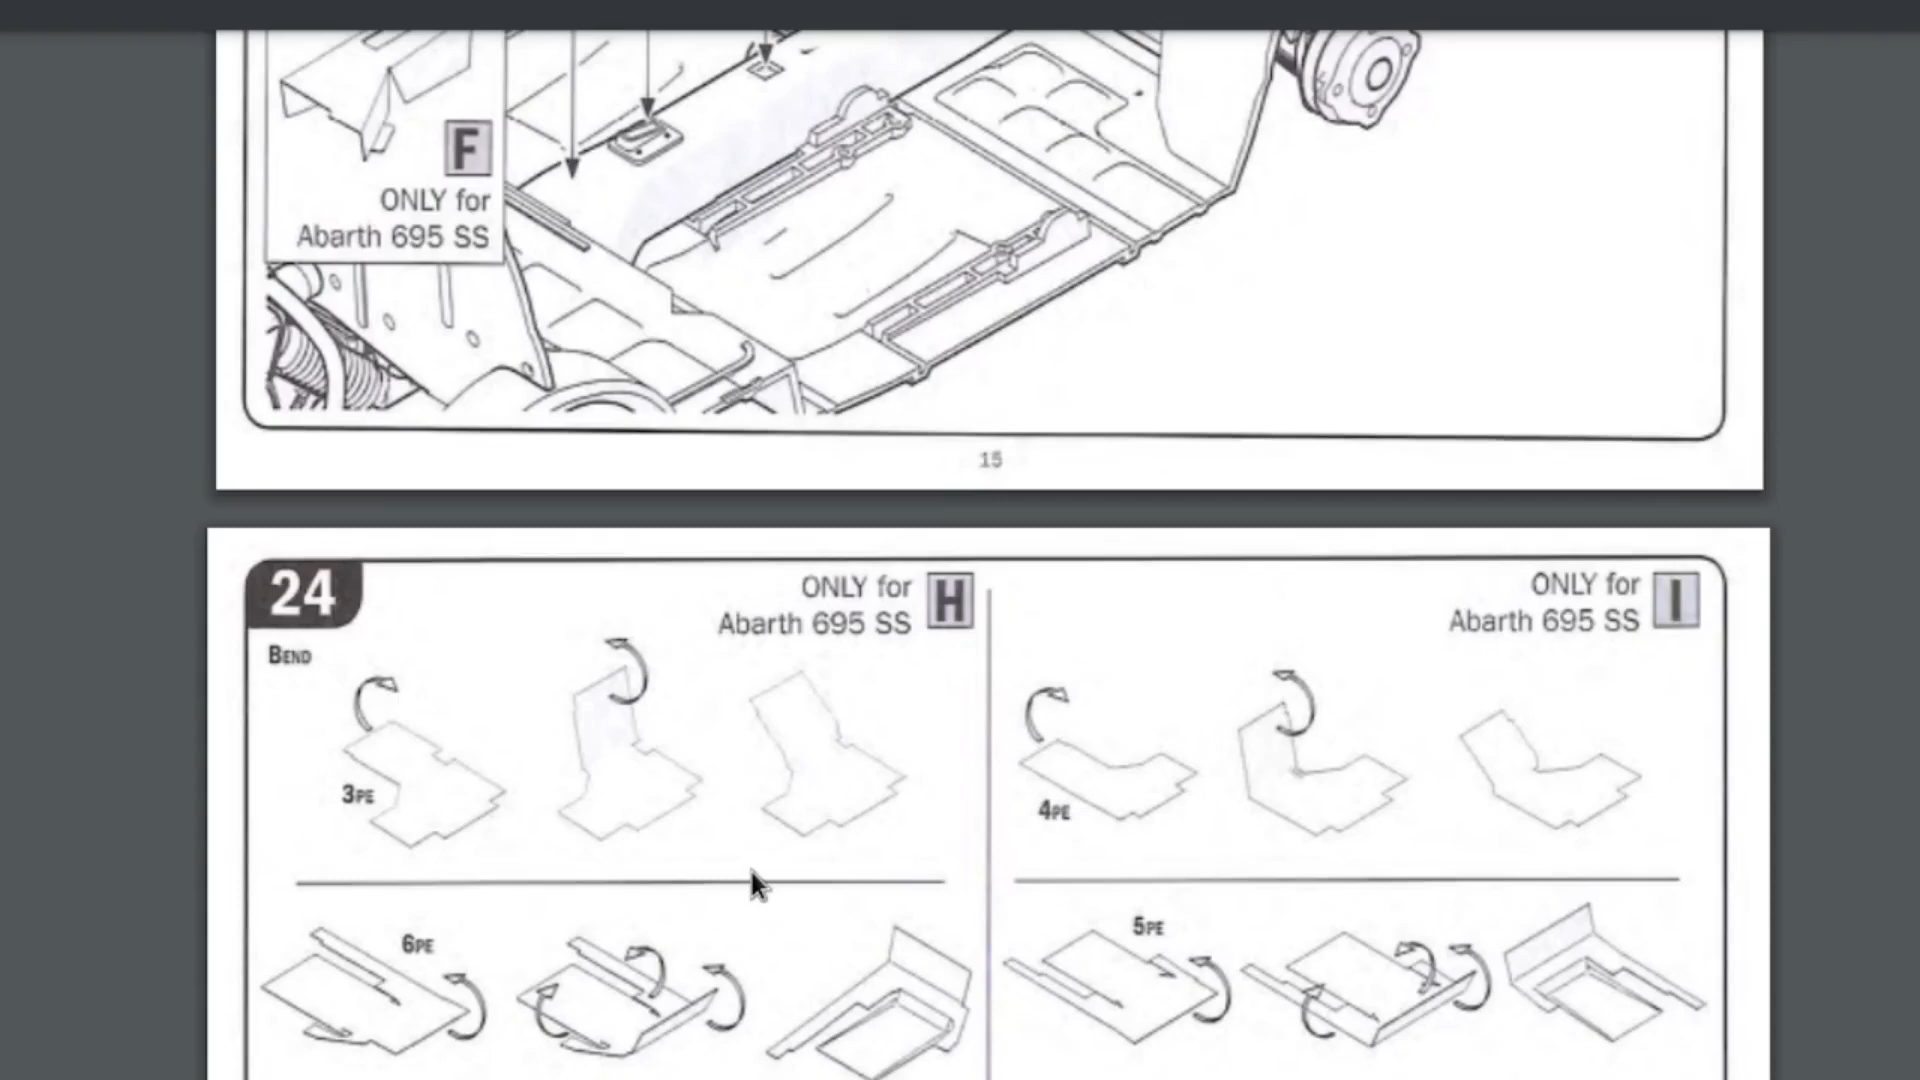 F
ONLY for
Abarth 695 SS
15
24
ONLY for
Abarth 695 SS
H
ONLY for
Abarth 695 SS
I
BEND
3PE
4PE
6PE
5PE